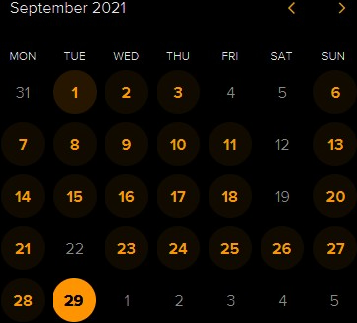 September 2021
MON TUE WED THU FRI SAT SUN
31 1 2 3 4 5 6
7 8 9 10 11 12 13
14 15 16 17 18 19 20
21 22 23 24 25 26 27
28 29 1 2 3 4 5